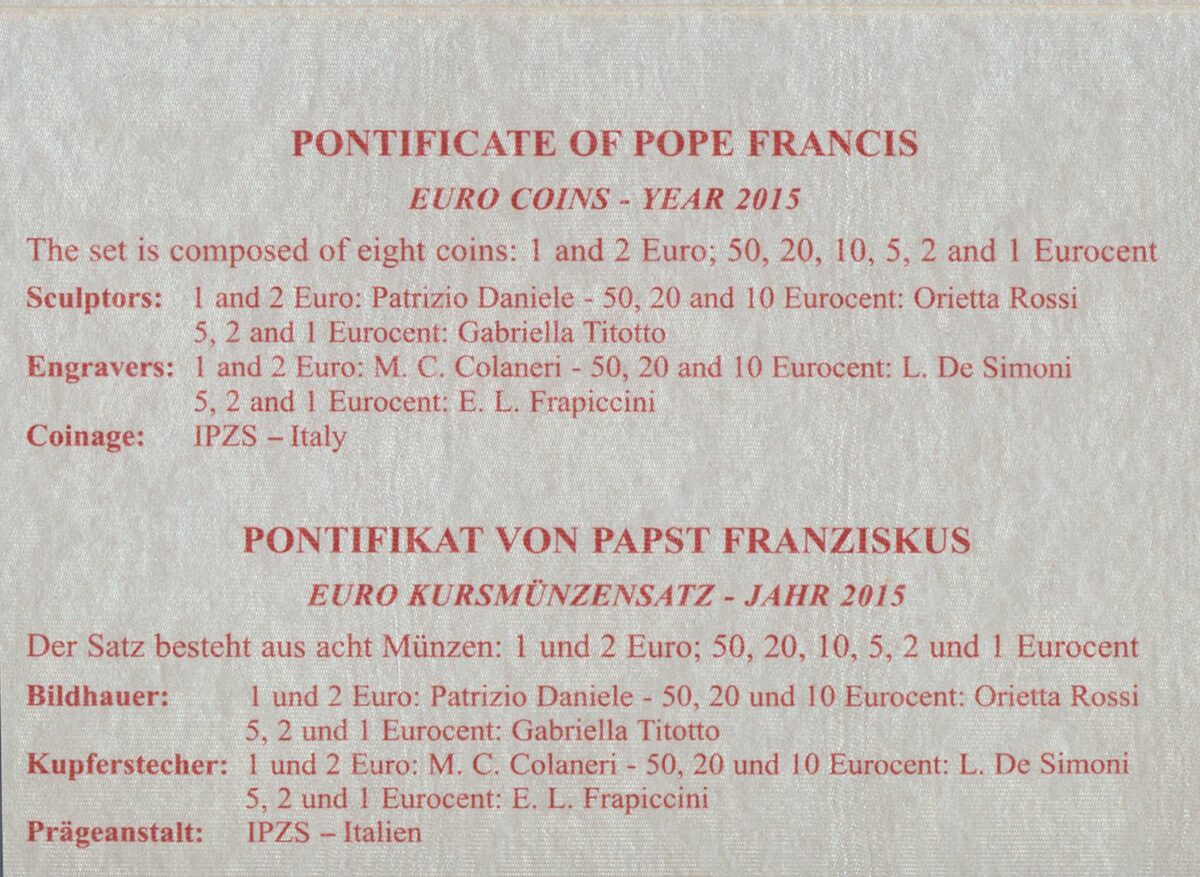 PONTIFICATE OF POPE FRANCIS
EURO COINS - YEAR 2015
The set is composed of eight coins: 1 and 2 Euro; 50, 20, 10, 5, 2 and 1 Eurocent
Sculptors: 1 and 2 Euro: Patrizio Daniele - 50, 20 and 10 Eurocent: Orietta Rossi
5, 2 and 1 Eurocent: Gabriella Titotto
Engravers: 1 and 2 Euro: M. C. Colaneri - 50, 20 and 10 Eurocent: L. De Simoni
5, 2 and 1 Eurocent: E. L. Frapiccini
Coinage: IPZS – Italy
PONTIFIKAT VON PAPST FRANZISKUS
EURO KURSMÜNZENSATZ - JAHR 2015
Der Satz besteht aus acht Münzen: 1 und 2 Euro; 50, 20, 10, 5, 2 und 1 Eurocent
Bildhauer: 1 und 2 Euro: Patrizio Daniele - 50, 20 und 10 Eurocent: Orietta Rossi
5, 2 und 1 Eurocent: Gabriella Titotto
Kupferstecher: 1 und 2 Euro: M. C. Colaneri - 50, 20 und 10 Eurocent: L. De Simoni
5, 2 und 1 Eurocent: E. L. Frapiccini
Prägeanstalt: IPZS – Italien